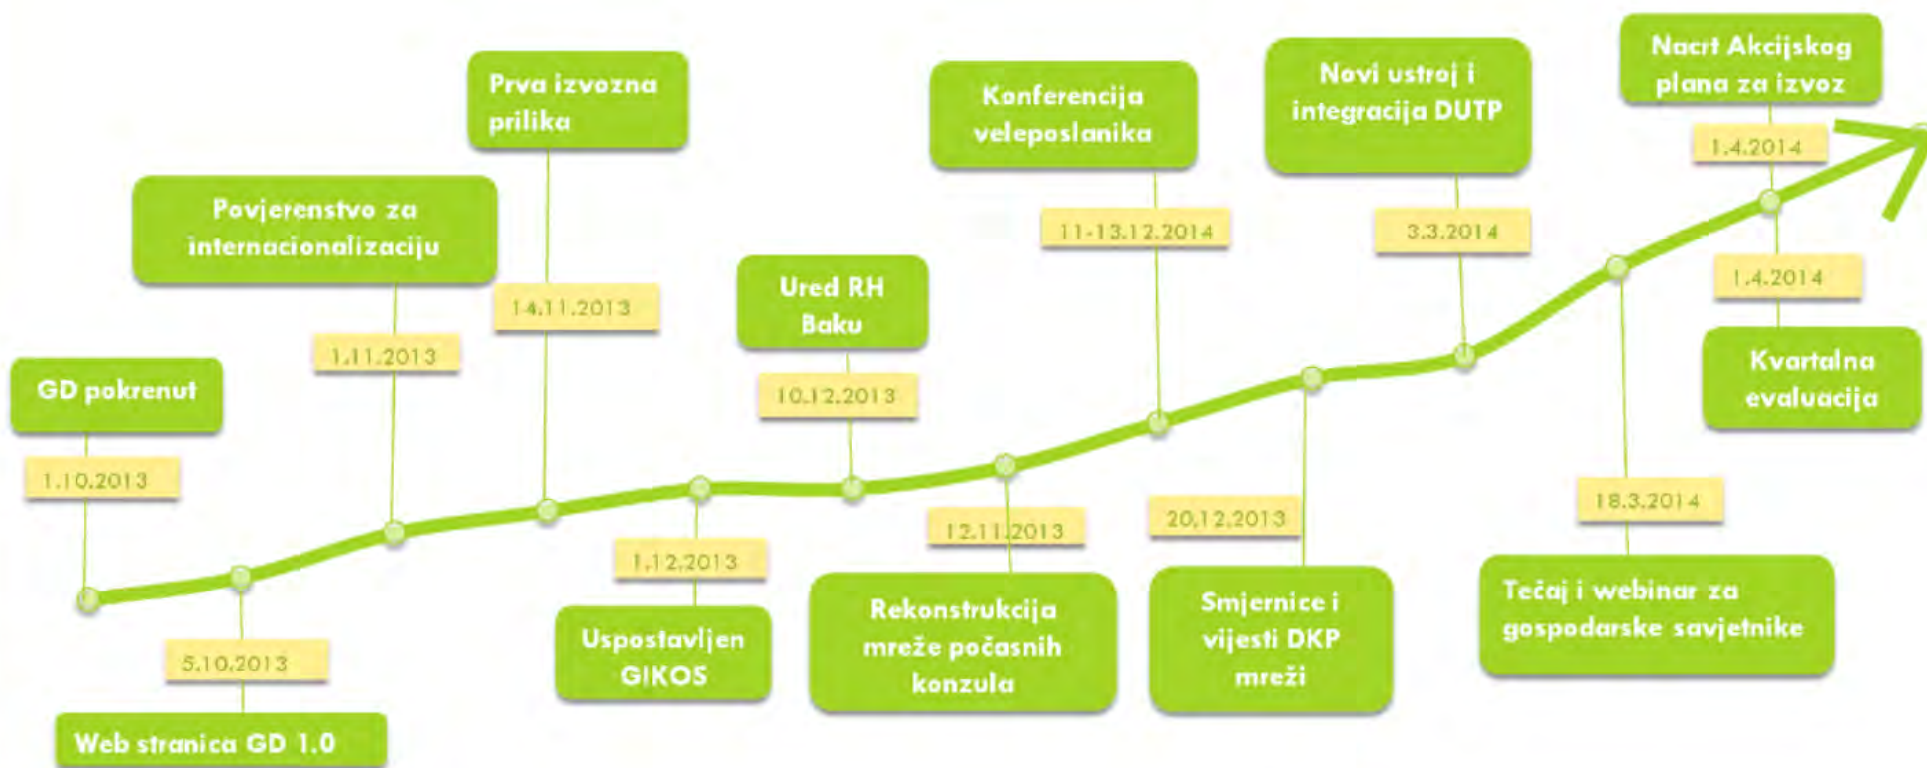 GD pokrenut
1.10.2013
5.10.2013
Web stranica GD 1.0
Povjerenstvo za
internacionalizaciju
1.11.2013
Prva izvozna
prilika
14.11.2013
1.12.2013
Uspostavljen
GIKOS
Ured RH
Baku
10.12.2013
12.11.2013
Rekonstrukcija
mreže počasnih
konzula
Konferencija
veleposlanika
11-13.12.2014
20.12.2013
Smjernice i
vijesti DKP
mreži
Novi ustroj i
integracija DUTP
3.3.2014
18.3.2014
Tečaj i webinar za
gospodarske savjetnike
Nacrt Akcijskog
plana za izvoz
1.4.2014
1.4.2014
Kvartalna
evaluacija